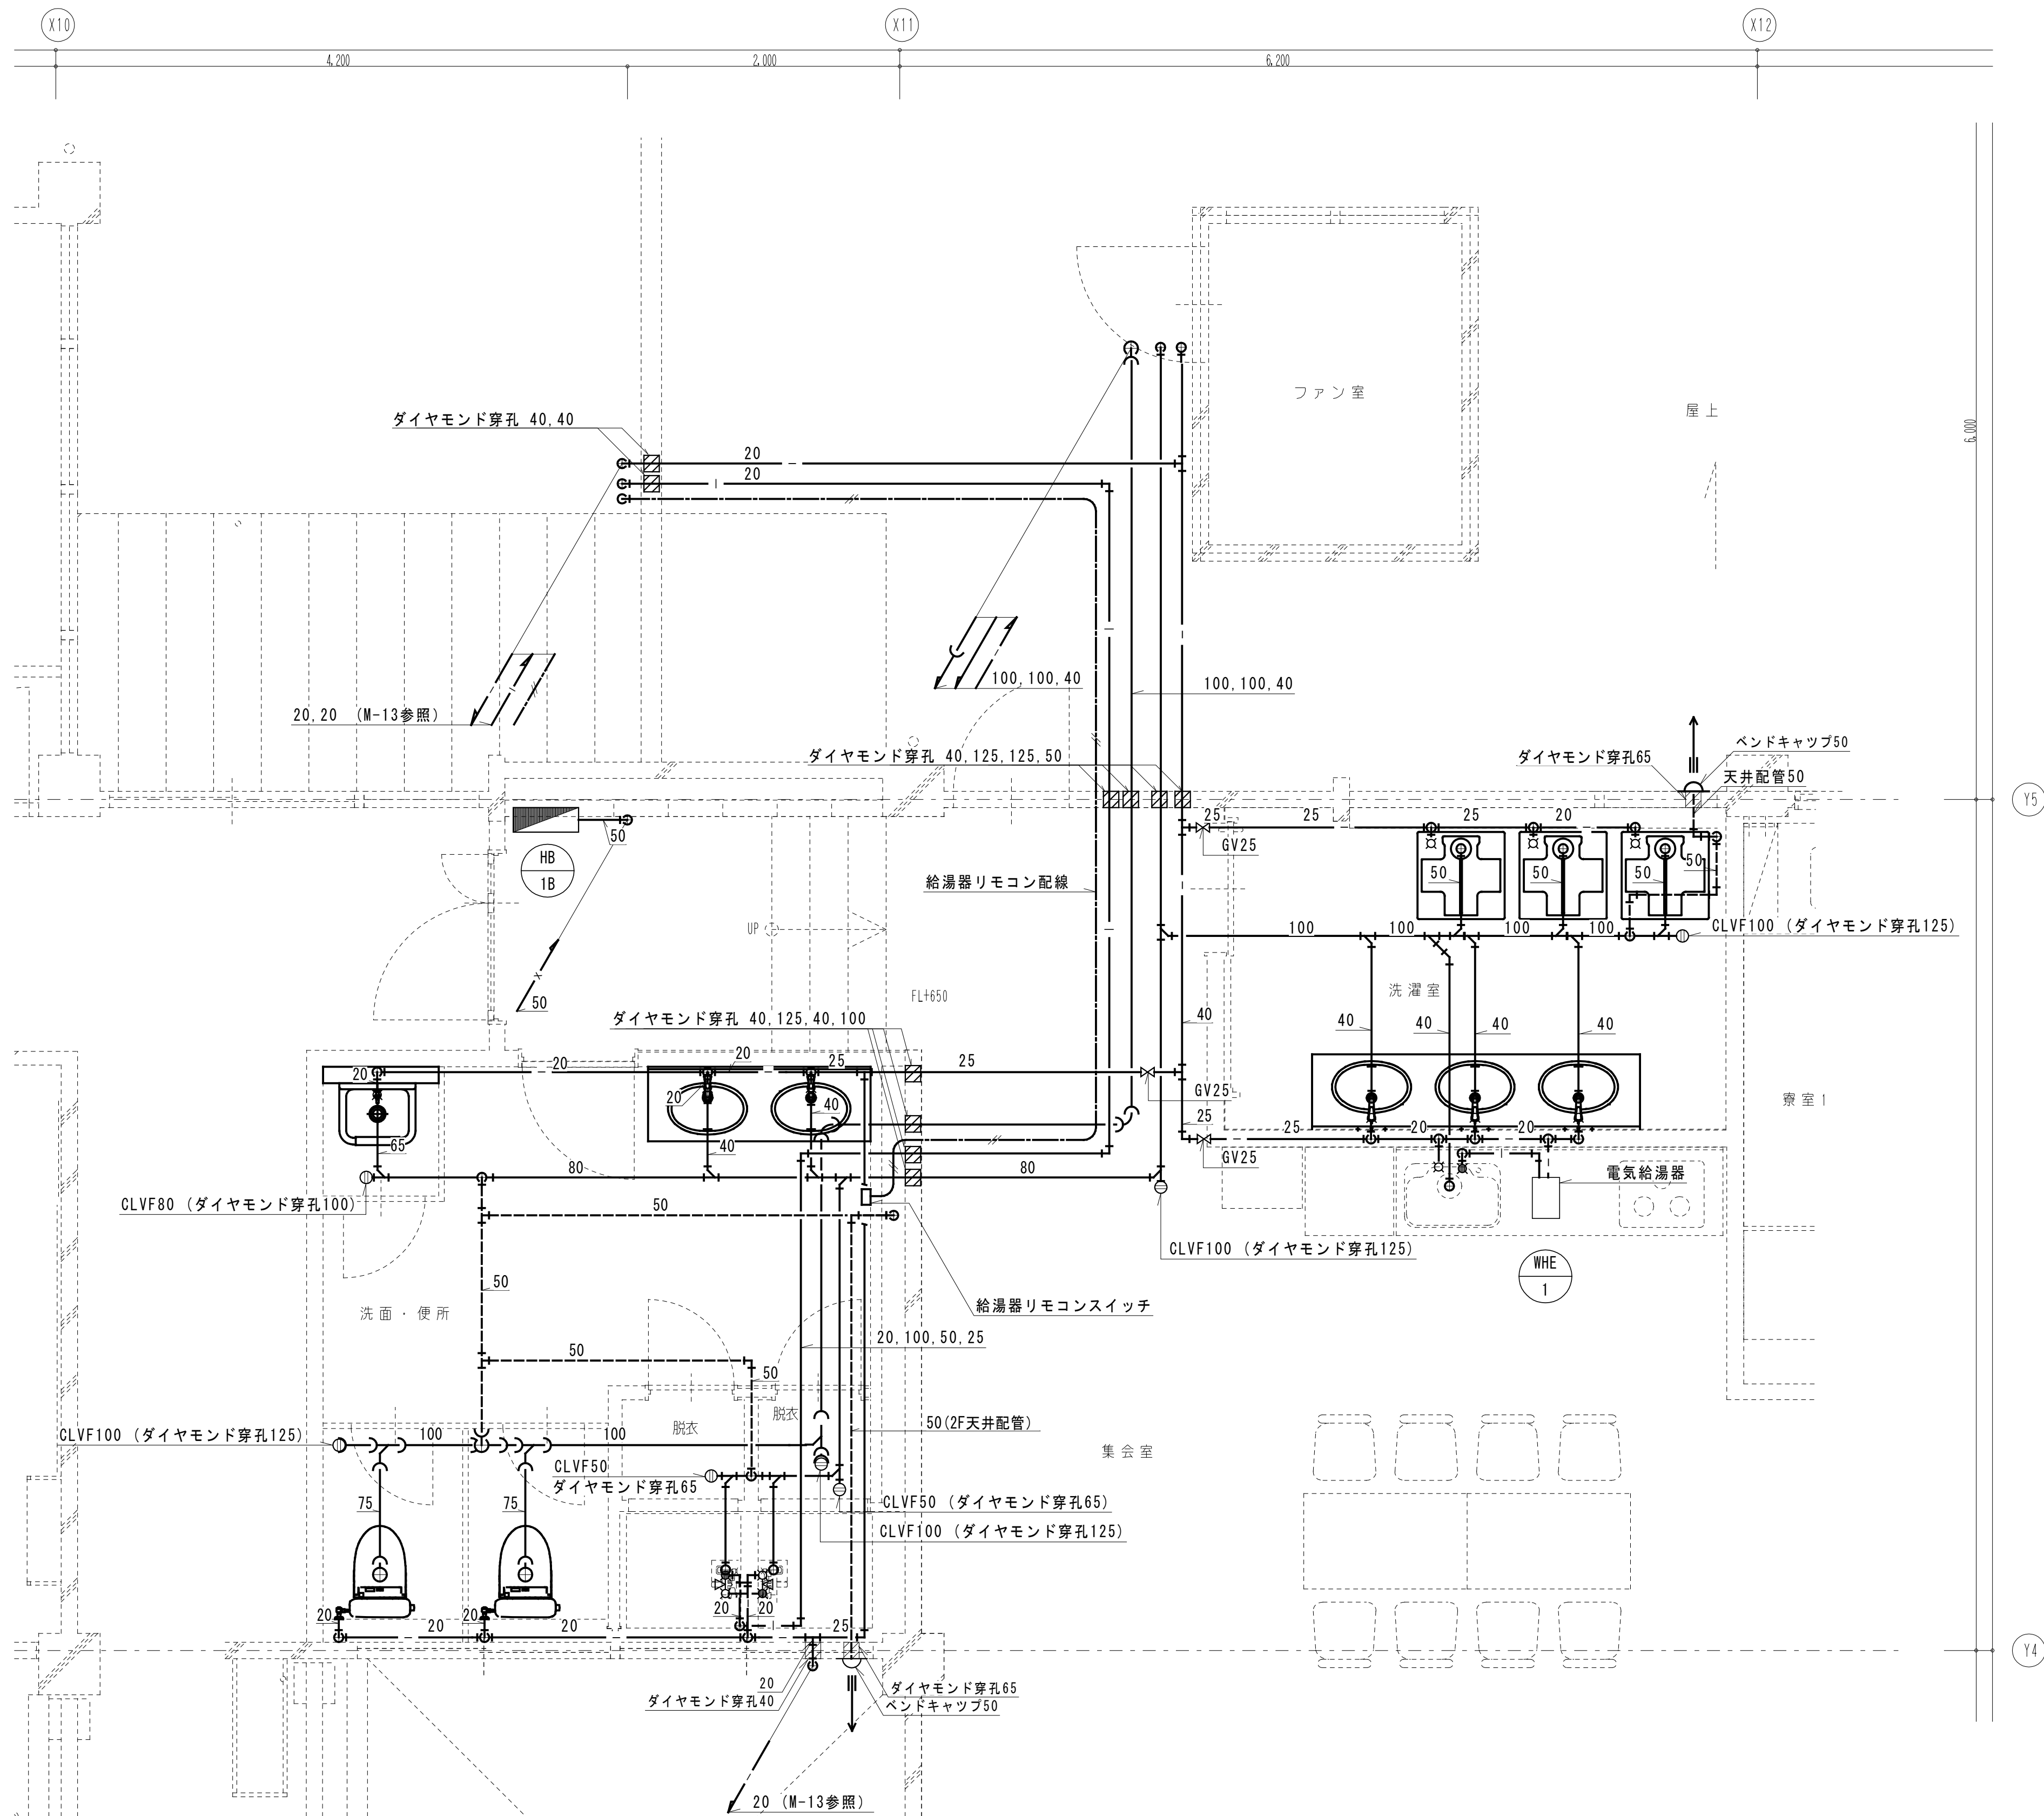 X10
X11
X12
4,200
2,000
6,200
6,000
ファン室
屋上
ダイヤモンド穿孔 40,40
20
20
100,100,40
100,100,40
20,20 (M-13参照)
ダイヤモンド穿孔 40,125,125,50
ダイヤモンド穿孔65
ベンドキャップ50
天井配管50
Y5
25
25
25
20
GV25
50
HB
1B
給湯器リモコン配線
50
50
50
50
UP
100
100
100
100
CLVF100 (ダイヤモンド穿孔125)
50
FL+650
洗濯室
ダイヤモンド穿孔 40,125,40,100
40
40
40
40
40
20
20
20
25
25
GV25
寮室1
20
40
25
25
20
20
65
40
GV25
80
80
電気給湯器
CLVF80 (ダイヤモンド穿孔100)
50
CLVF100 (ダイヤモンド穿孔125)
WHE
1
50
洗面・便所
給湯器リモコンスイッチ
20,100,50,25
50
50
脱衣
脱衣
50(2F天井配管)
CLVF100 (ダイヤモンド穿孔125)
100
100
集会室
CLVF50
ダイヤモンド穿孔65
75
75
CLVF50 (ダイヤモンド穿孔65)
CLVF100 (ダイヤモンド穿孔125)
20
20
20
20
20
20
25
Y4
20
ダイヤモンド穿孔40
ダイヤモンド穿孔65
ベンドキャップ50
20 (M-13参照)